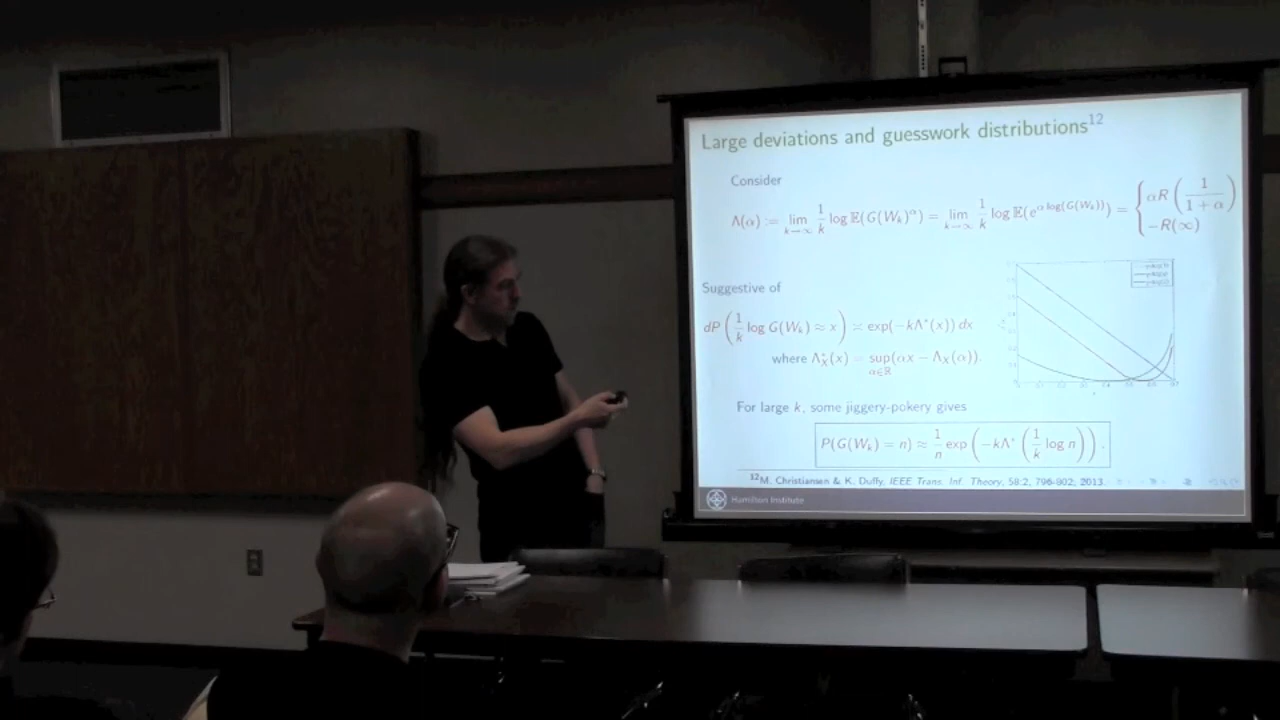 Large deviations and guesswork distributions¹²
Consider
Λ(α) := lim_{k→∞} 1/k log 𝔼(G(W_k)^α) = lim_{k→∞} 1/k log 𝔼(e^{α log(G(W_k))}) = { αR (1/(1 + α))
−R(∞)
Suggestive of
dP (1/k log G(W_k) ≈ x) ≍ exp(−kΛ*(x)) dx
where Λ*_X(x) = sup_{α∈ℝ}(αx − Λ_X(α)).
For large k, some jiggery-pokery gives
P(G(W_k) = n) ≈ 1/n exp (−kΛ* (1/k log n)) .
¹²M. Christiansen & K. Duffy, IEEE Trans. Inf. Theory, 58:2, 796-802, 2013.
Hamilton Institute